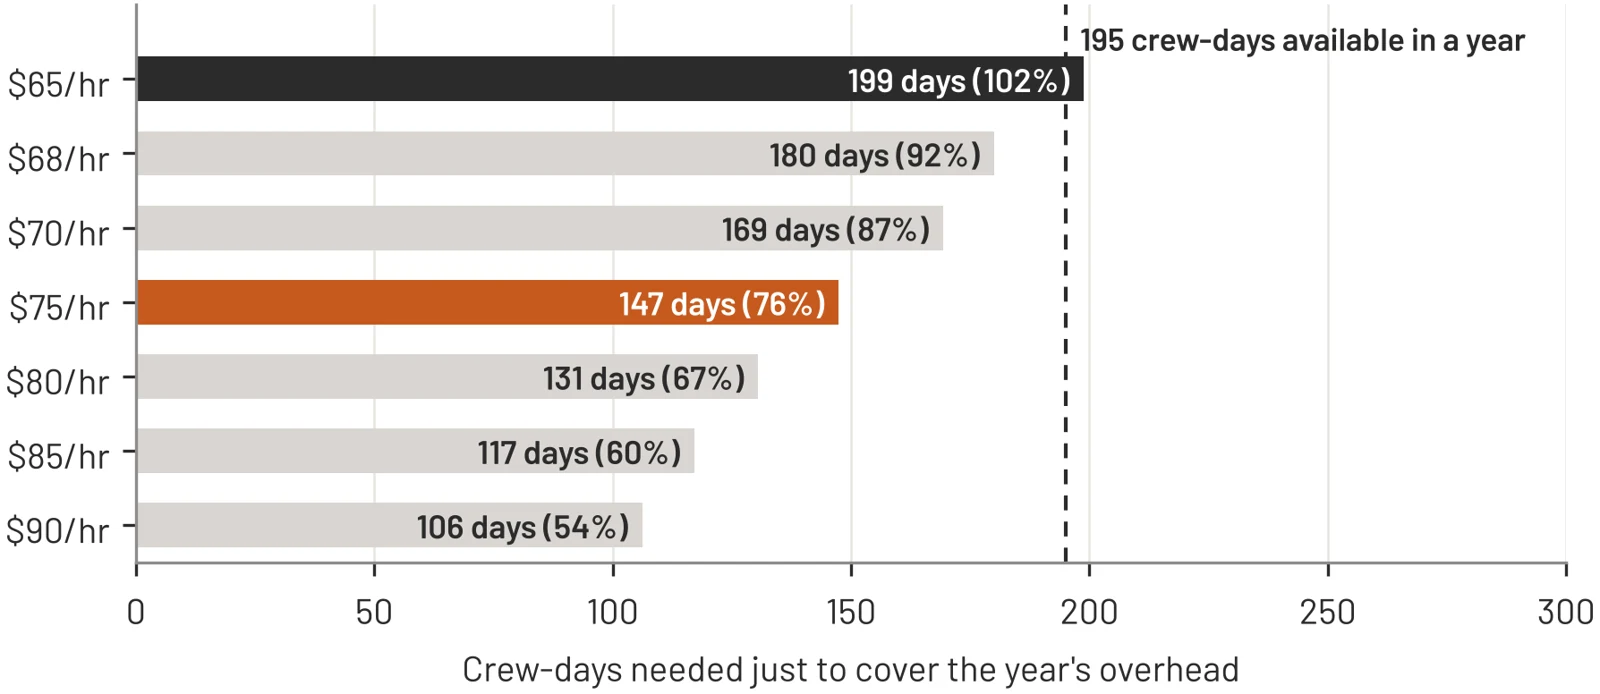 195 crew-days available in a year
$65/hr 199 days (102%)
$68/hr 180 days (92%)
$70/hr 169 days (87%)
$75/hr 147 days (76%)
$80/hr 131 days (67%)
$85/hr 117 days (60%)
$90/hr 106 days (54%)
0 50 100 150 200 250 300
Crew-days needed just to cover the year's overhead